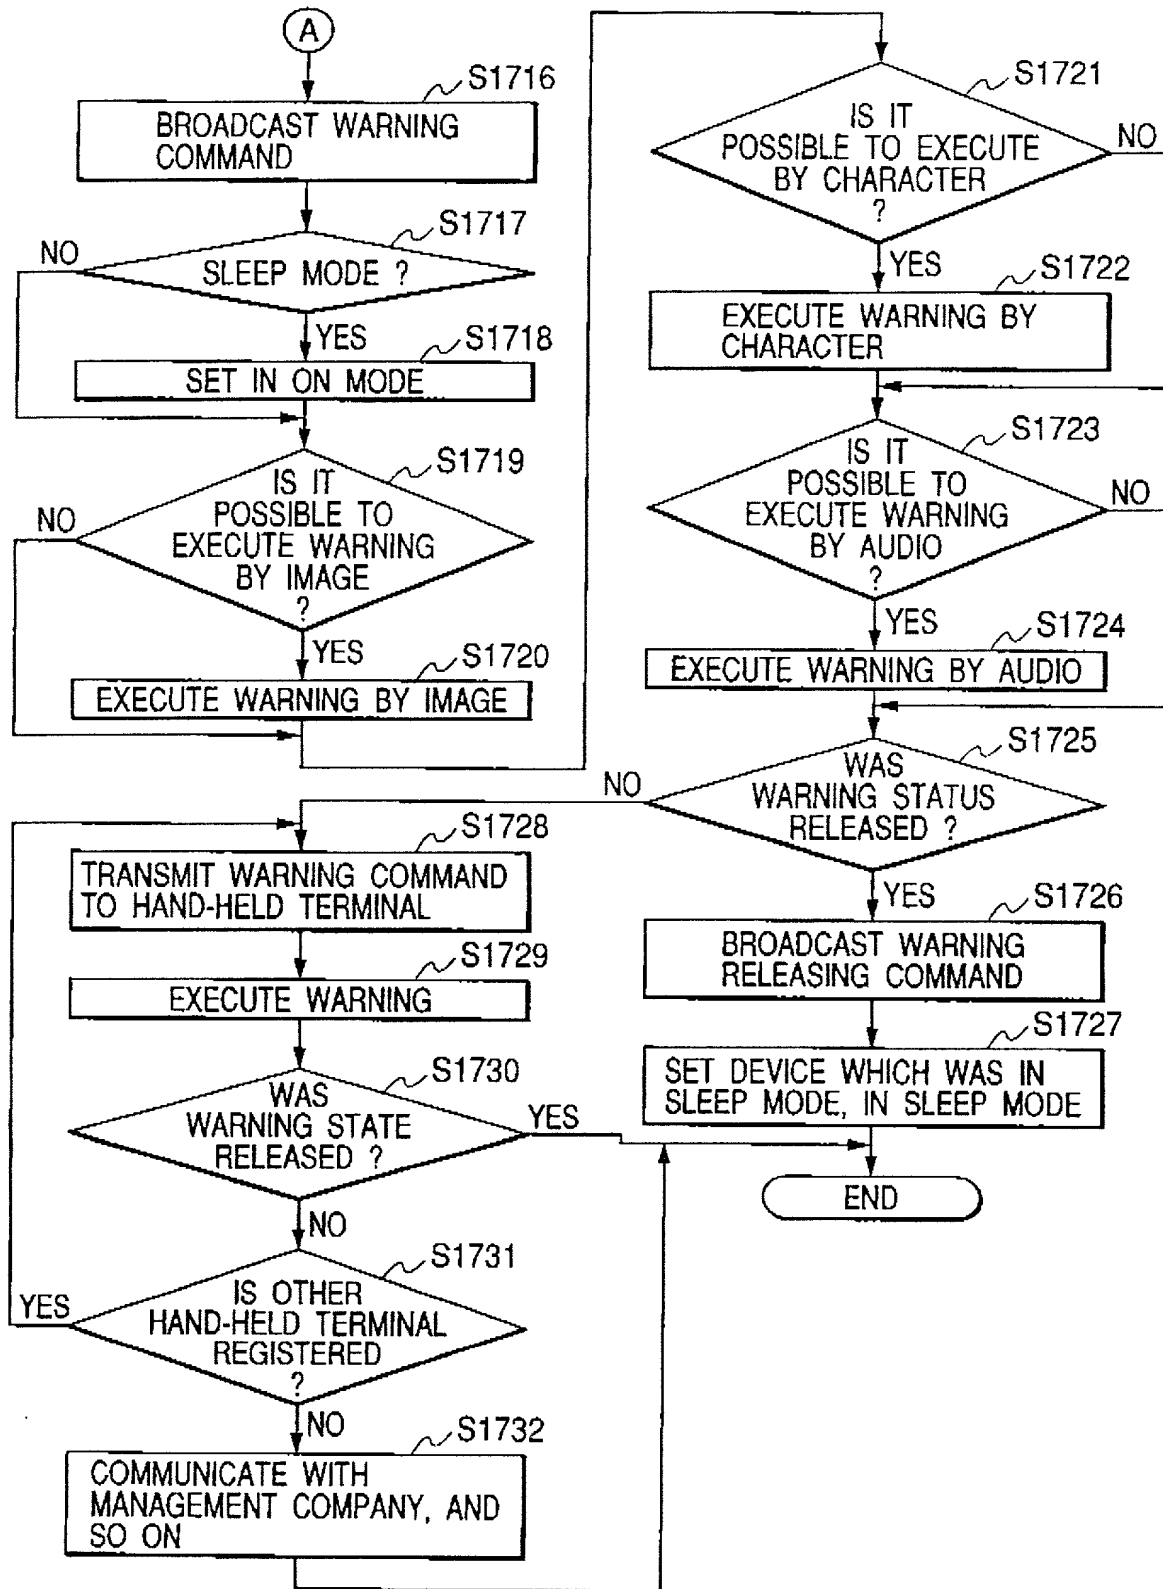 A
S1716
BROADCAST WARNING
COMMAND
S1717
NO
SLEEP MODE ?
YES
S1718
SET IN ON MODE
S1719
IS IT
POSSIBLE TO
EXECUTE WARNING
BY IMAGE
?
NO
YES
S1720
EXECUTE WARNING BY IMAGE
S1721
IS IT
POSSIBLE TO EXECUTE
BY CHARACTER
?
NO
YES
S1722
EXECUTE WARNING BY
CHARACTER
S1723
IS IT
POSSIBLE TO
EXECUTE WARNING
BY AUDIO
?
NO
YES
S1724
EXECUTE WARNING BY AUDIO
S1725
WAS
WARNING STATUS
RELEASED ?
NO
YES
S1726
BROADCAST WARNING
RELEASING COMMAND
S1727
SET DEVICE WHICH WAS IN
SLEEP MODE, IN SLEEP MODE
END
S1728
TRANSMIT WARNING COMMAND
TO HAND-HELD TERMINAL
S1729
EXECUTE WARNING
S1730
WAS
WARNING STATE
RELEASED ?
YES
NO
S1731
IS OTHER
HAND-HELD TERMINAL
REGISTERED
?
YES
NO
S1732
COMMUNICATE WITH
MANAGEMENT COMPANY, AND
SO ON